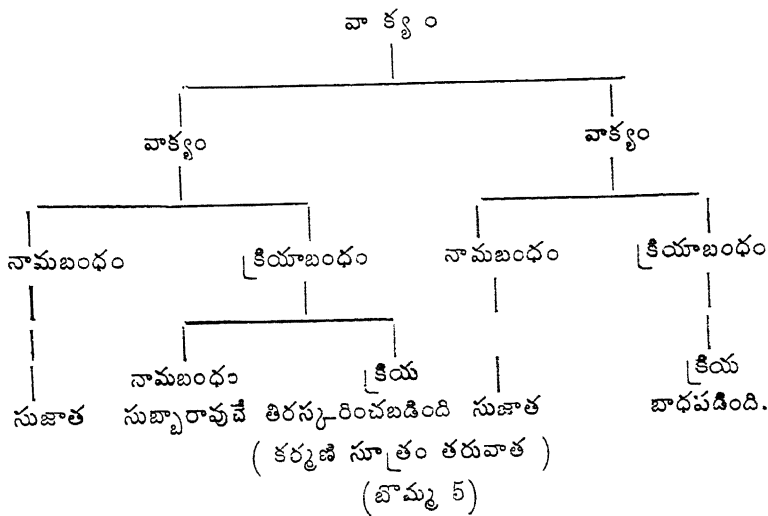 వాక్యం
వాక్యం వాక్యం
నామబంధం క్రియాబంధం నామబంధం క్రియాబంధం
నామబంధం క్రియ క్రియ
సుజాత సుబ్బారావుచే తిరస్కరించబడింది సుజాత బాధపడింది.
( కర్మణి సూత్రం తరువాత )
(బొమ్మ 5)